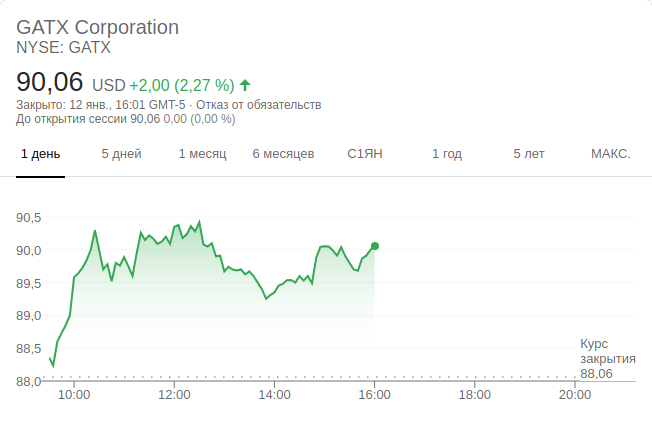 GATX Corporation
NYSE: GATX
90,06 USD +2,00 (2,27 %)
Закрыто: 12 янв., 16:01 GMT-5 · Отказ от обязательств
До открытия сессии 90,06 0,00 (0,00 %)
1 день 5 дней 1 месяц 6 месяцев С1ЯН 1 год 5 лет МАКС.
90,5
90,0
89,5
89,0
88,5
88,0
Курс
закрытия
88,06
10:00 12:00 14:00 16:00 18:00 20:00